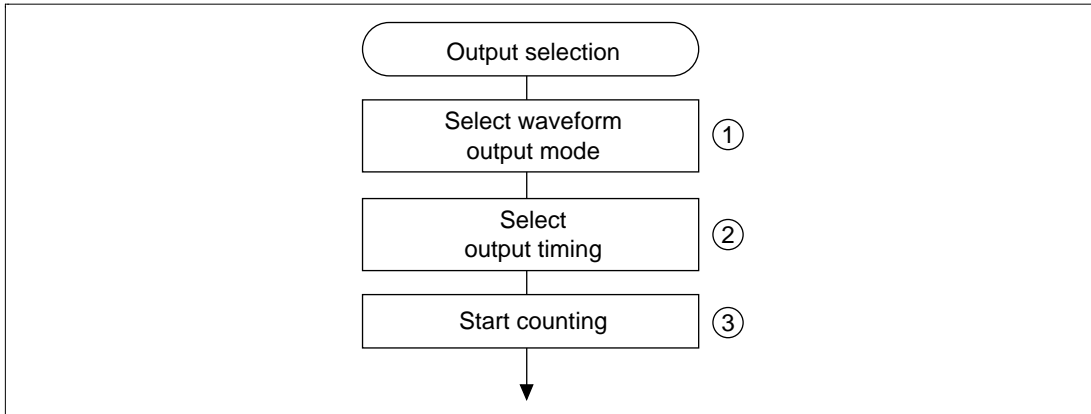 Output selection
Select waveform
output mode
①
Select
output timing
②
Start counting
③